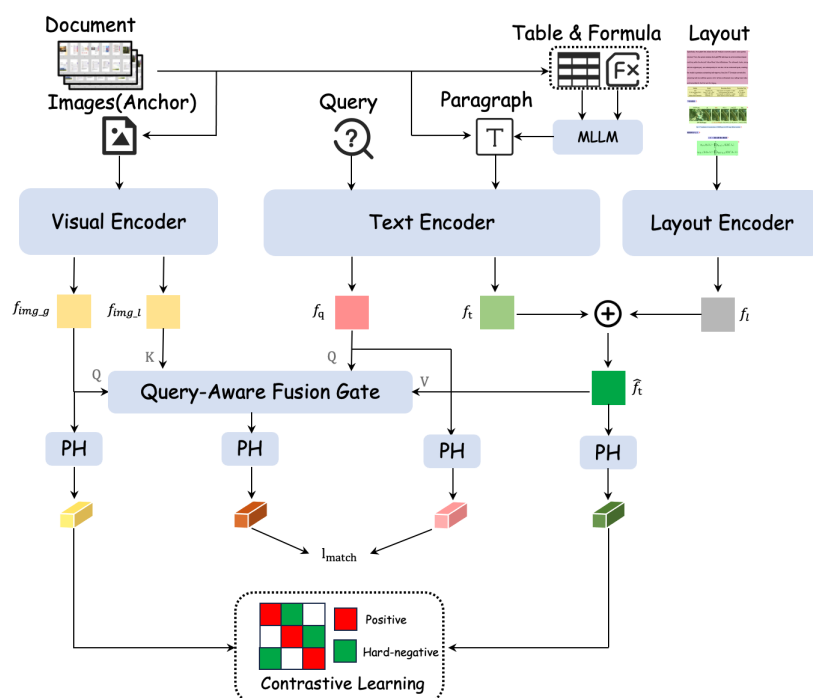 Document
Table & Formula
Layout
Fx
Images(Anchor)
Query
Paragraph
?
T
MLLM
Visual Encoder
Text Encoder
Layout Encoder
f_img_g
f_img_l
f_q
f_t
+
f_l
K
Q
Q
V
Query-Aware Fusion Gate
f̂_t
PH
PH
PH
PH
l_match
Positive
Hard-negative
Contrastive Learning